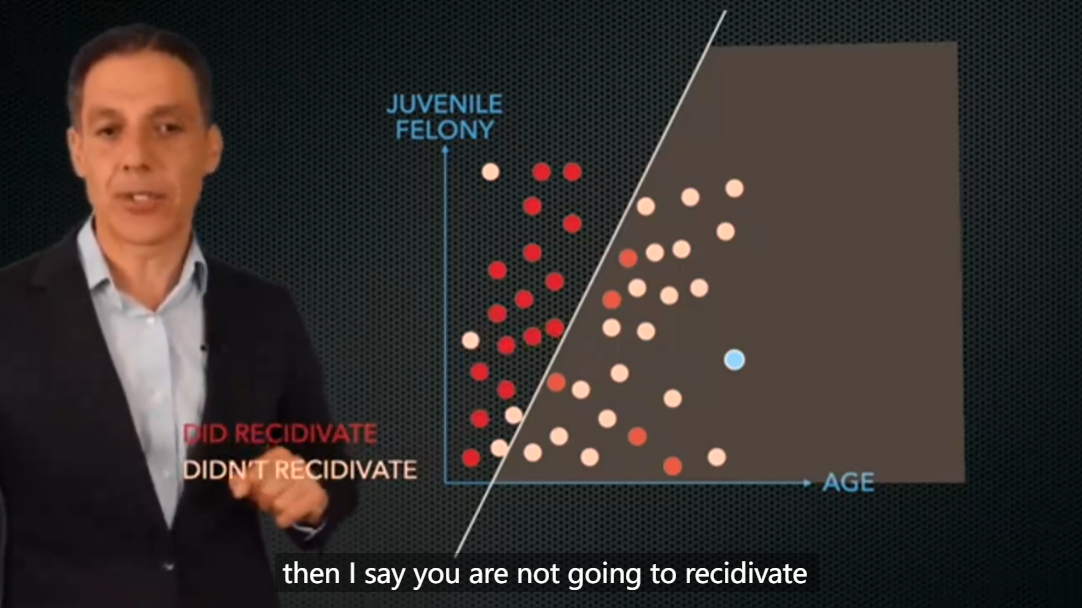 JUVENILE
FELONY
DID RECIDIVATE
DIDN'T RECIDIVATE
AGE
then I say you are not going to recidivate